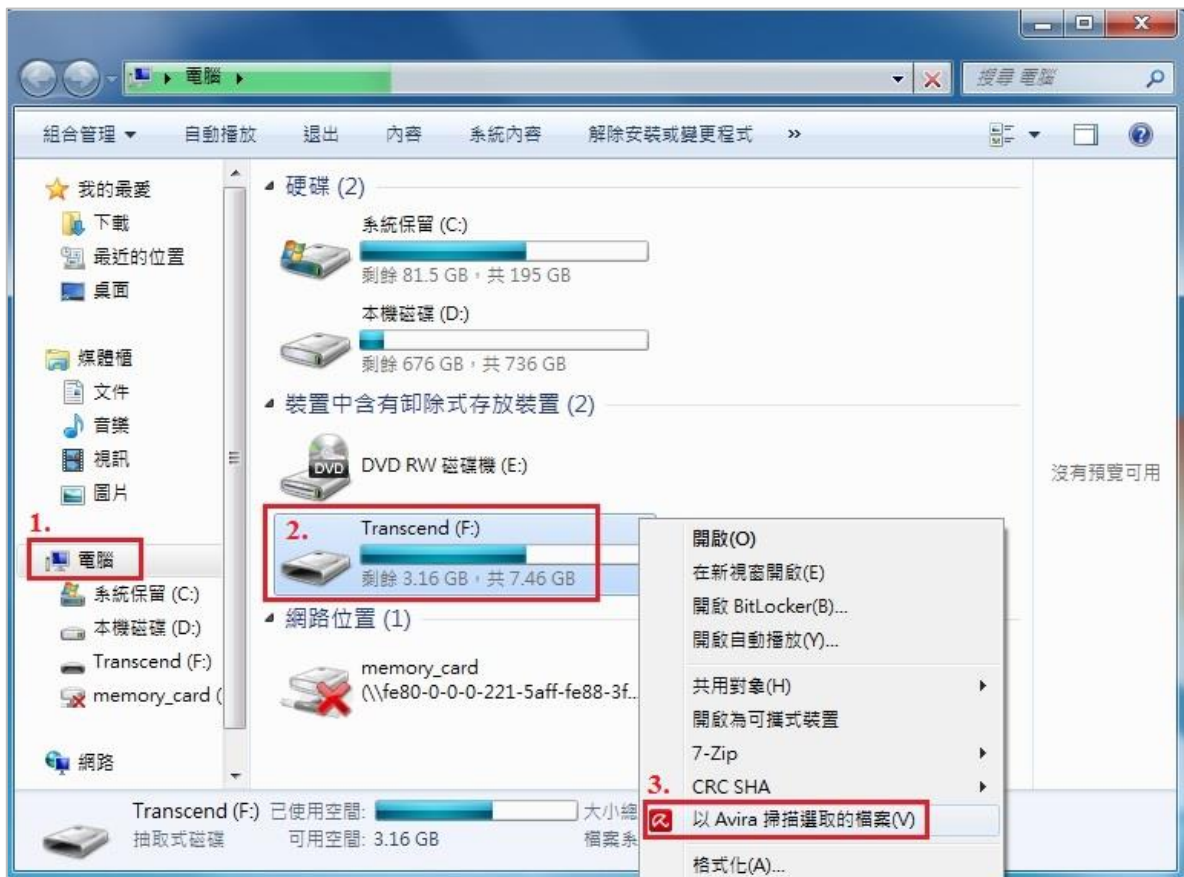 電腦
搜尋 電腦
組合管理 自動播放 退出 內容 系統內容 解除安裝或變更程式 »
我的最愛
下載
最近的位置
桌面
媒體櫃
文件
音樂
視訊
圖片
1.
電腦
系統保留 (C:)
本機磁碟 (D:)
Transcend (F:)
memory_card (
網路
硬碟 (2)
系統保留 (C:)
剩餘 81.5 GB,共 195 GB
本機磁碟 (D:)
剩餘 676 GB,共 736 GB
裝置中含有卸除式存放裝置 (2)
DVD
DVD RW 磁碟機 (E:)
2.
Transcend (F:)
剩餘 3.16 GB,共 7.46 GB
網路位置 (1)
memory_card
(\\fe80-0-0-0-221-5aff-fe88-3f...
沒有預覽可用
開啟(O)
在新視窗開啟(E)
開啟 BitLocker(B)...
開啟自動播放(Y)...
共用對象(H)
開啟為可攜式裝置
7-Zip
CRC SHA
3.
以 Avira 掃描選取的檔案(V)
格式化(A)...
Transcend (F:) 已使用空間: 大小總
抽取式磁碟 可用空間: 3.16 GB 檔案系